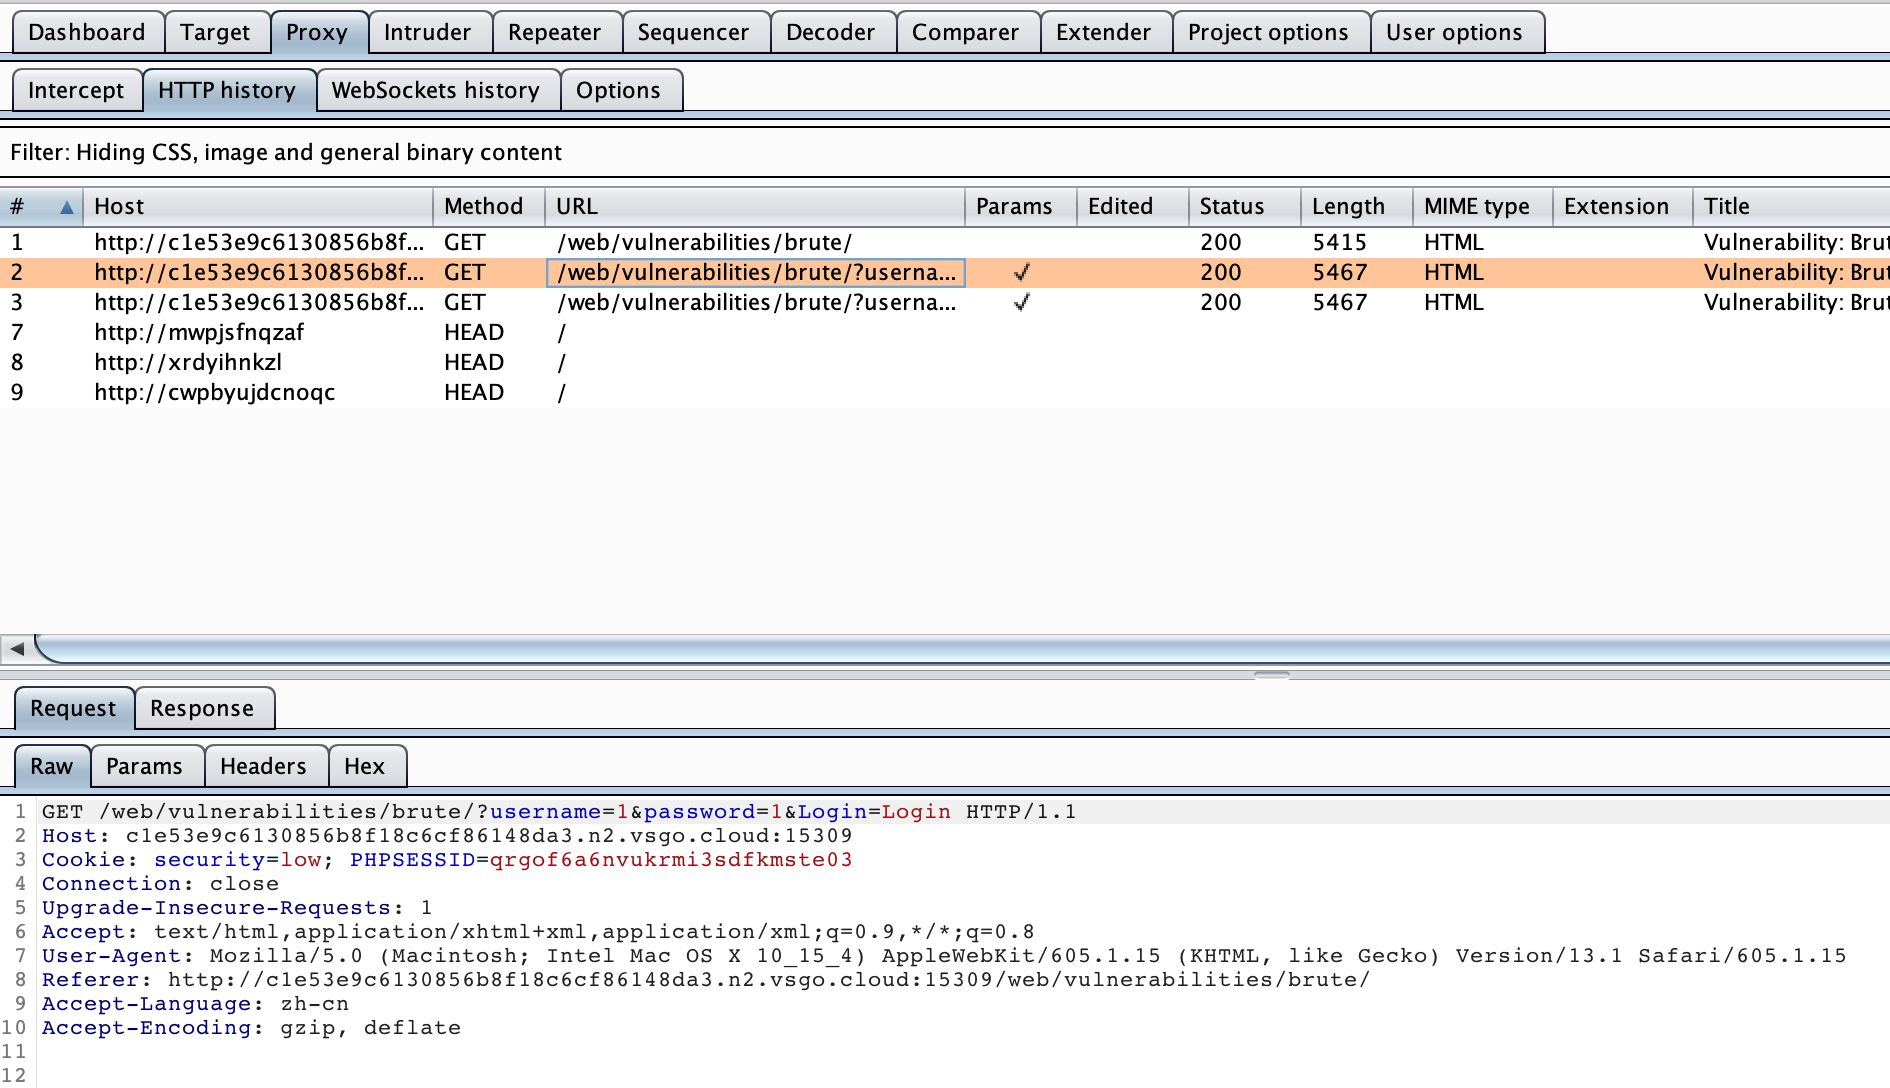 Dashboard Target Proxy Intruder Repeater Sequencer Decoder Comparer Extender Project options User options
Intercept HTTP history WebSockets history Options
Filter: Hiding CSS, image and general binary content
# Host Method URL Params Edited Status Length MIME type Extension Title
1 http://c1e53e9c6130856b8f... GET /web/vulnerabilities/brute/ 200 5415 HTML Vulnerability: Brut
2 http://c1e53e9c6130856b8f... GET /web/vulnerabilities/brute/?userna... ✓ 200 5467 HTML Vulnerability: Brut
3 http://c1e53e9c6130856b8f... GET /web/vulnerabilities/brute/?userna... ✓ 200 5467 HTML Vulnerability: Brut
7 http://mwpjsfnqzaf HEAD /
8 http://xrdyihnkzl HEAD /
9 http://cwpbyujdcnoqc HEAD /
Request Response
Raw Params Headers Hex
1 GET /web/vulnerabilities/brute/?username=1&password=1&Login=Login HTTP/1.1
2 Host: c1e53e9c6130856b8f18c6cf86148da3.n2.vsgo.cloud:15309
3 Cookie: security=low; PHPSESSID=qrgof6a6nvukrmi3sdfkmste03
4 Connection: close
5 Upgrade-Insecure-Requests: 1
6 Accept: text/html,application/xhtml+xml,application/xml;q=0.9,*/*;q=0.8
7 User-Agent: Mozilla/5.0 (Macintosh; Intel Mac OS X 10_15_4) AppleWebKit/605.1.15 (KHTML, like Gecko) Version/13.1 Safari/605.1.15
8 Referer: http://c1e53e9c6130856b8f18c6cf86148da3.n2.vsgo.cloud:15309/web/vulnerabilities/brute/
9 Accept-Language: zh-cn
10 Accept-Encoding: gzip, deflate
11
12